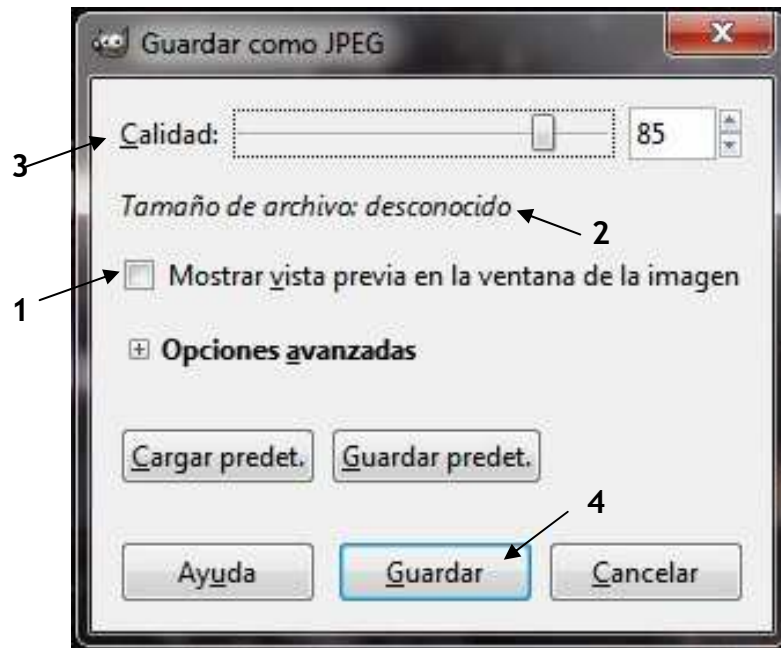 Guardar como JPEG
3 Calidad: 85
Tamaño de archivo: desconocido
2
1 Mostrar vista previa en la ventana de la imagen
Opciones avanzadas
Cargar predet. Guardar predet.
4
Ayuda Guardar Cancelar